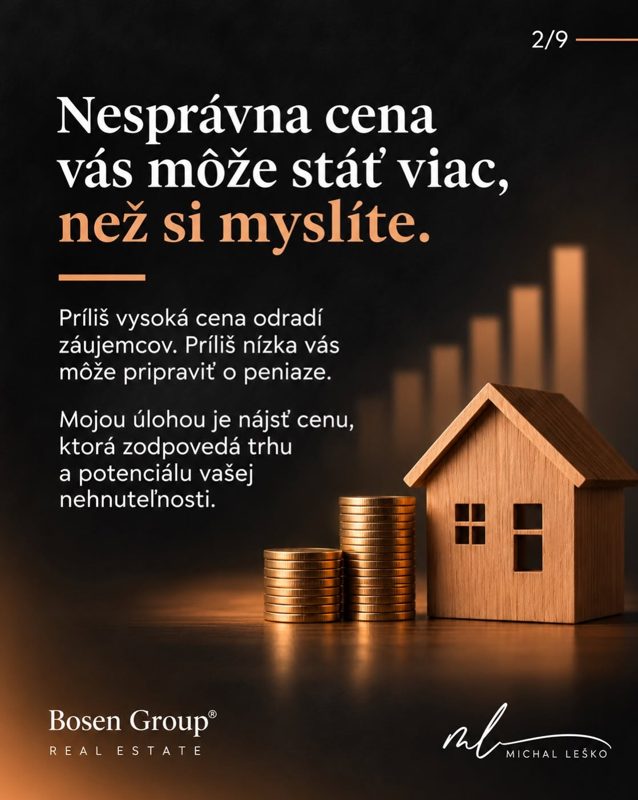 2/9
Nesprávna cena
vás môže stáť viac,
než si myslíte.
Príliš vysoká cena odradí
záujemcov. Príliš nízka vás
môže pripraviť o peniaze.
Mojou úlohou je nájsť cenu,
ktorá zodpovedá trhu
a potenciálu vašej
nehnuteľnosti.
Bosen Group®
REAL ESTATE
ml
MICHAL LEŠKO